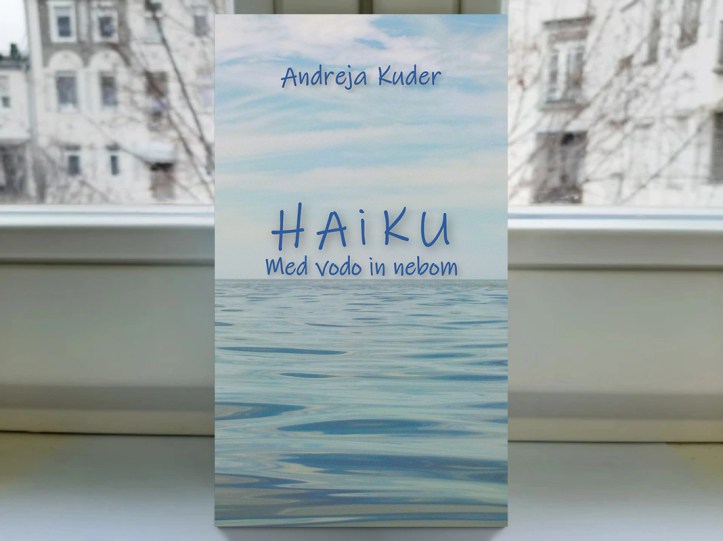 Andreja Kuder
HAiKU
Med vodo in nebom